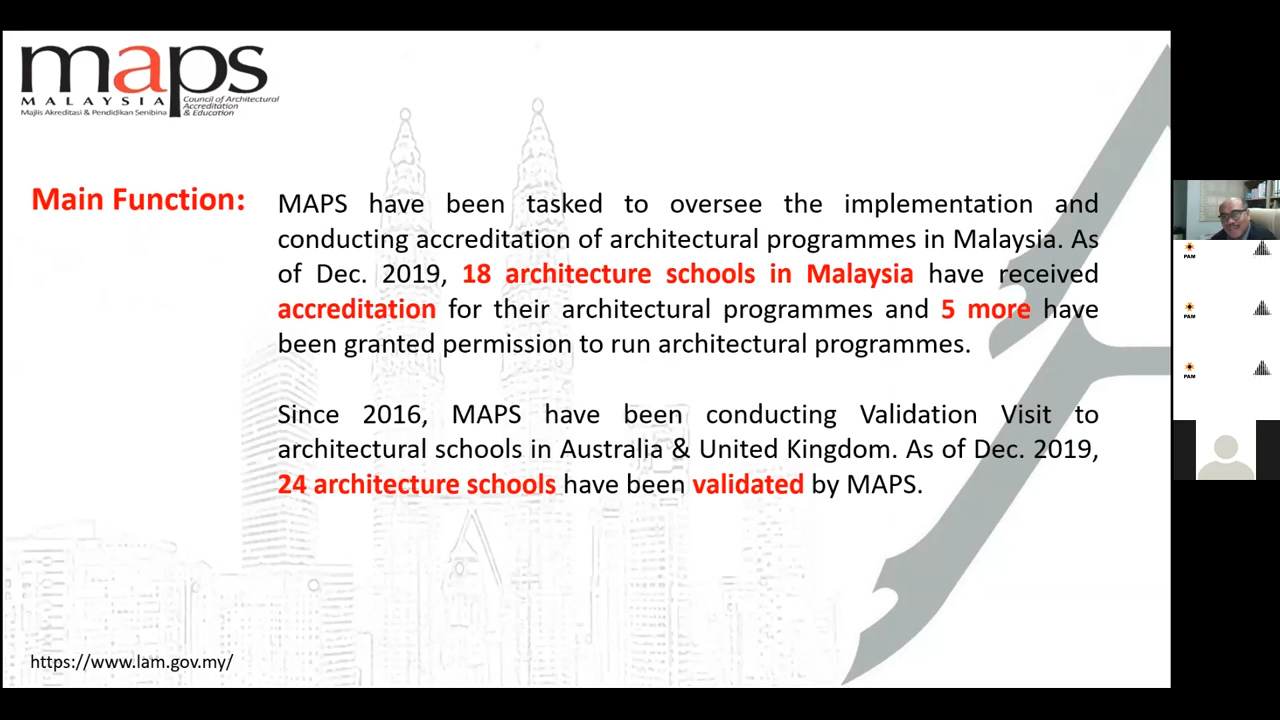 maps
MALAYSIA
Council of Architectural
Accreditation
& Education
Majlis Akreditasi & Pendidikan Senibina
Main Function:
MAPS have been tasked to oversee the implementation and
conducting accreditation of architectural programmes in Malaysia. As
of Dec. 2019, 18 architecture schools in Malaysia have received
accreditation for their architectural programmes and 5 more have
been granted permission to run architectural programmes.
Since 2016, MAPS have been conducting Validation Visit to
architectural schools in Australia & United Kingdom. As of Dec. 2019,
24 architecture schools have been validated by MAPS.
https://www.lam.gov.my/
PAM
PAM
PAM